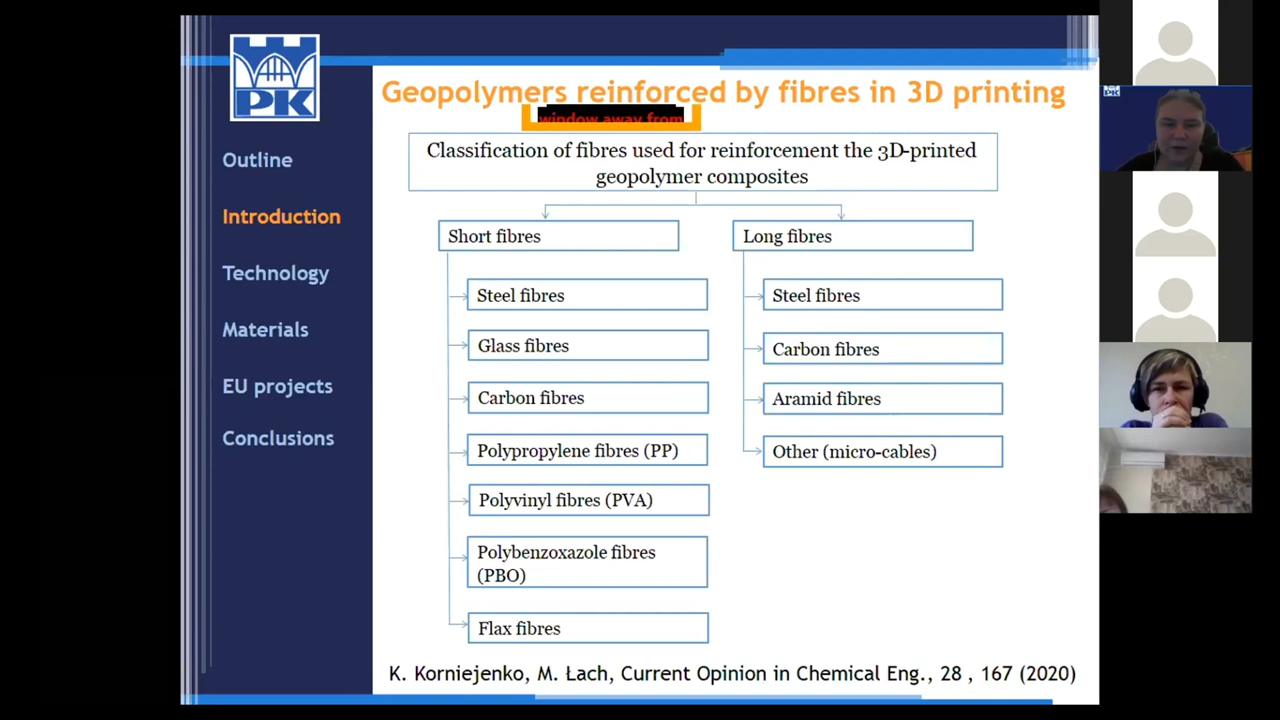 PK
Outline
Introduction
Technology
Materials
EU projects
Conclusions
Geopolymers reinforced by fibres in 3D printing
window away from
Classification of fibres used for reinforcement the 3D-printed
geopolymer composites
Short fibres
Steel fibres
Glass fibres
Carbon fibres
Polypropylene fibres (PP)
Polyvinyl fibres (PVA)
Polybenzoxazole fibres
(PBO)
Flax fibres
Long fibres
Steel fibres
Carbon fibres
Aramid fibres
Other (micro-cables)
K. Korniejenko, M. Łach, Current Opinion in Chemical Eng., 28 , 167 (2020)
PK